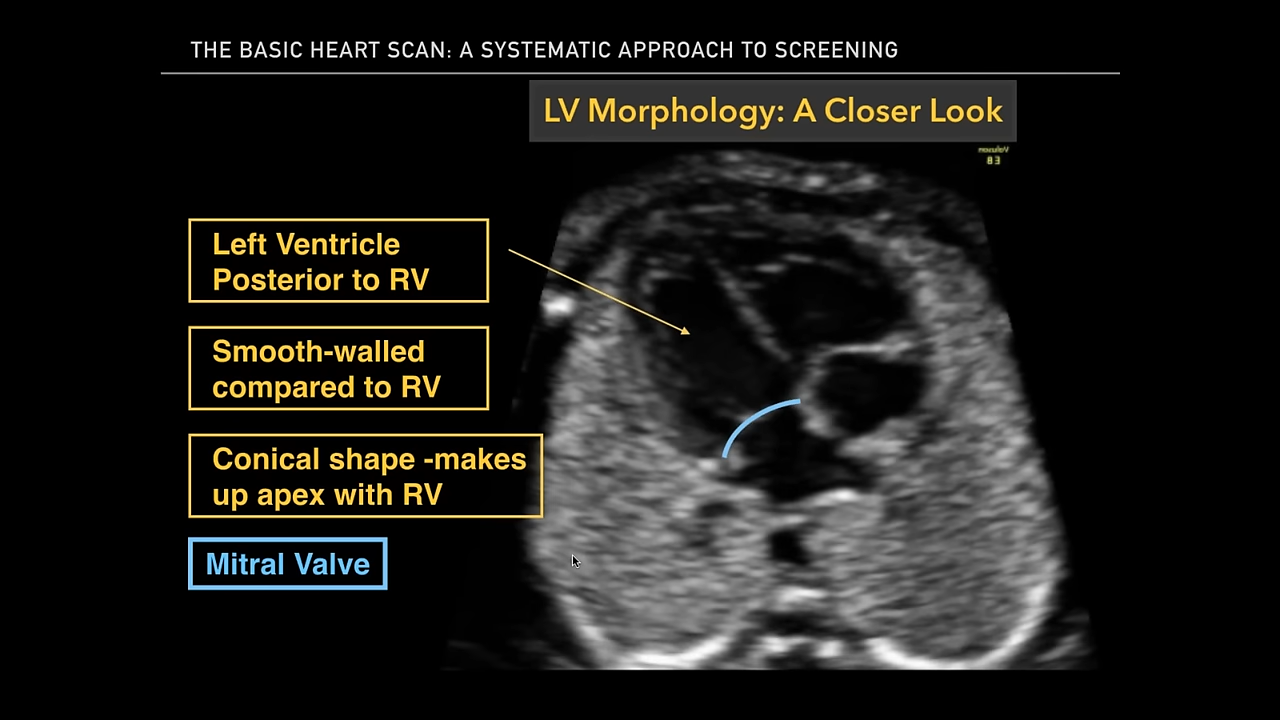 THE BASIC HEART SCAN: A SYSTEMATIC APPROACH TO SCREENING
LV Morphology: A Closer Look
Left Ventricle
Posterior to RV
Smooth-walled
compared to RV
Conical shape -makes
up apex with RV
Mitral Valve